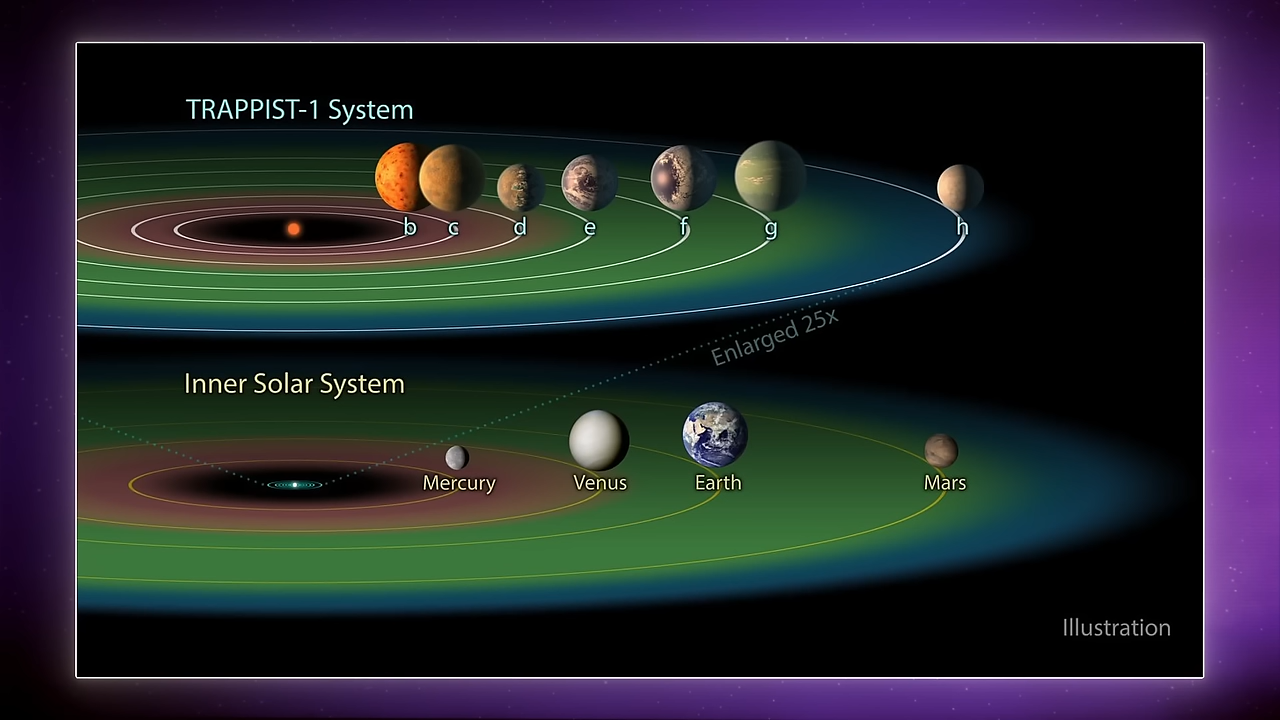 TRAPPIST-1 System
b c d e f g h
Enlarged 25x
Inner Solar System
Mercury Venus Earth Mars
Illustration